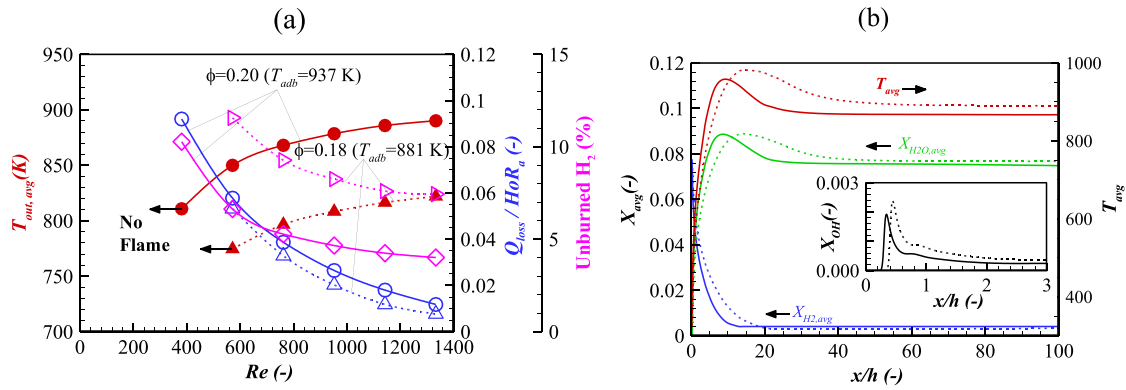 (a)
950
900
850
800
750
700
T_out, avg(K)
0 200 400 600 800 1000 1200 1400
Re (-)
ϕ=0.20 (T_adb=937 K)
ϕ=0.18 (T_adb=881 K)
No
Flame
0.12
0.1
0.08
0.06
0.04
0.02
0
Q_loss / HoR_a (-)
15
10
5
0
Unburned H_2 (%)
(b)
0.12
0.1
0.08
0.06
0.04
0.02
0
X_avg(-)
0 20 40 60 80 100
x/h (-)
T_avg
X_H2O,avg
X_H2,avg
0.003
0.000
X_OH(-)
0 1 2 3
x/h (-)
1000
800
600
400
T_avg